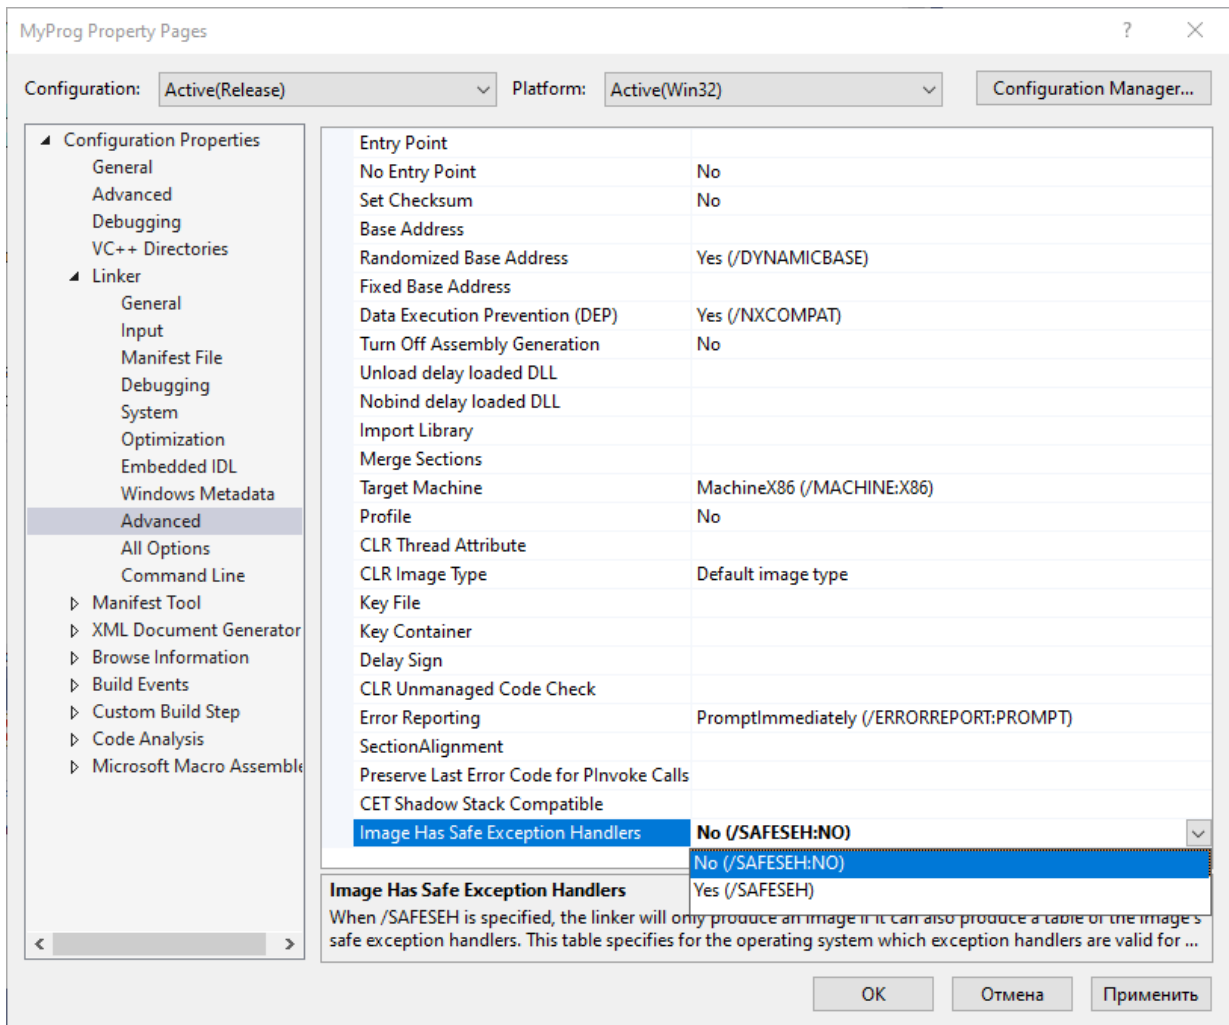 MyProg Property Pages
Configuration: Active(Release) Platform: Active(Win32) Configuration Manager...
Configuration Properties
General
Advanced
Debugging
VC++ Directories
Linker
General
Input
Manifest File
Debugging
System
Optimization
Embedded IDL
Windows Metadata
Advanced
All Options
Command Line
Manifest Tool
XML Document Generator
Browse Information
Build Events
Custom Build Step
Code Analysis
Microsoft Macro Assemble
Entry Point
No Entry Point No
Set Checksum No
Base Address
Randomized Base Address Yes (/DYNAMICBASE)
Fixed Base Address
Data Execution Prevention (DEP) Yes (/NXCOMPAT)
Turn Off Assembly Generation No
Unload delay loaded DLL
Nobind delay loaded DLL
Import Library
Merge Sections
Target Machine MachineX86 (/MACHINE:X86)
Profile No
CLR Thread Attribute
CLR Image Type Default image type
Key File
Key Container
Delay Sign
CLR Unmanaged Code Check
Error Reporting PromptImmediately (/ERRORREPORT:PROMPT)
SectionAlignment
Preserve Last Error Code for PInvoke Calls
CET Shadow Stack Compatible
Image Has Safe Exception Handlers No (/SAFESEH:NO)
No (/SAFESEH:NO)
Yes (/SAFESEH)
Image Has Safe Exception Handlers
When /SAFESEH is specified, the linker will only produce an image if it can also produce a table of the image's
safe exception handlers. This table specifies for the operating system which exception handlers are valid for ...
OK Отмена Применить